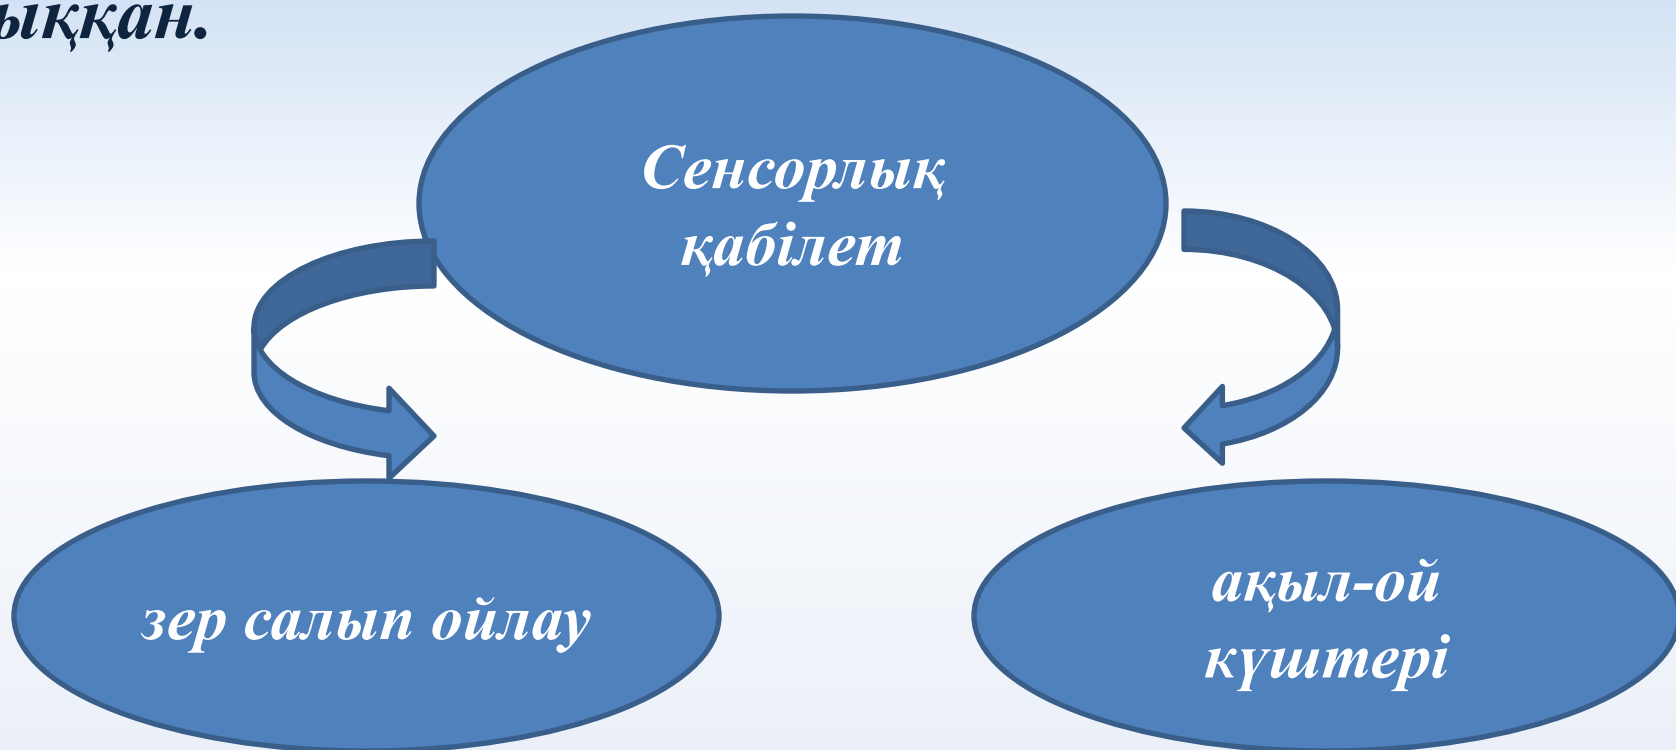 ыққан.
Сенсорлық
қабілет
зер салып ойлау
ақыл-ой
күштері